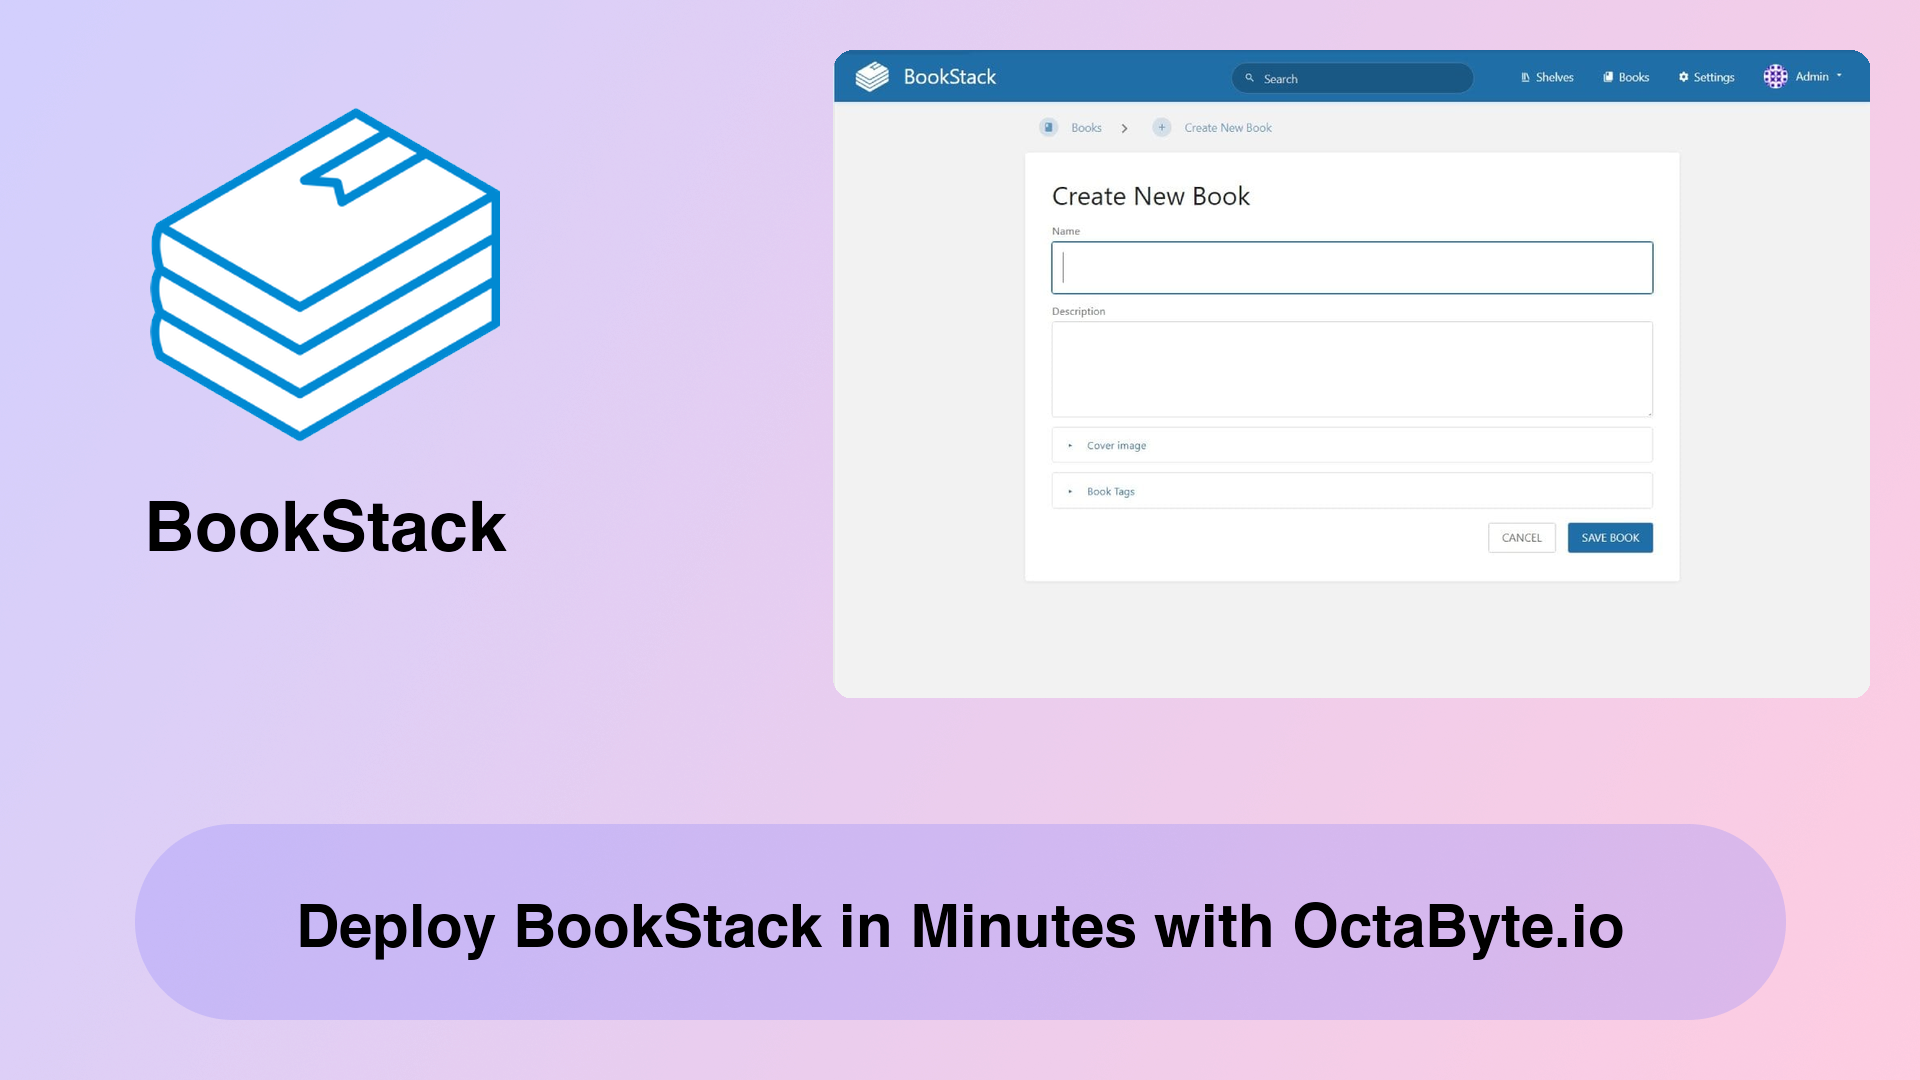 BookStack
BookStack
Search
Shelves
Books
Settings
Admin
Books
Create New Book
Create New Book
Name
Description
Cover image
Book Tags
CANCEL
SAVE BOOK
Deploy BookStack in Minutes with OctaByte.io